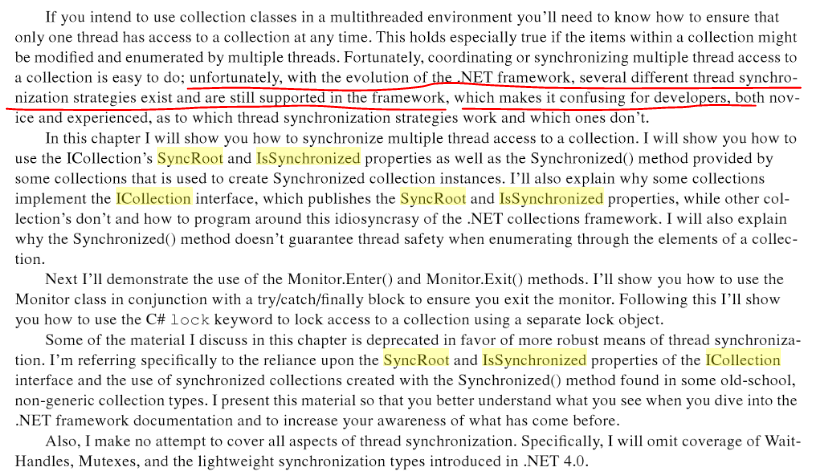 If you intend to use collection classes in a multithreaded environment you’ll need to know how to ensure that
only one thread has access to a collection at any time. This holds especially true if the items within a collection might
be modified and enumerated by multiple threads. Fortunately, coordinating or synchronizing multiple thread access to
a collection is easy to do; unfortunately, with the evolution of the .NET framework, several different thread synchro-
nization strategies exist and are still supported in the framework, which makes it confusing for developers, both nov-
ice and experienced, as to which thread synchronization strategies work and which ones don’t.
In this chapter I will show you how to synchronize multiple thread access to a collection. I will show you how to
use the ICollection’s SyncRoot and IsSynchronized properties as well as the Synchronized() method provided by
some collections that is used to create Synchronized collection instances. I’ll also explain why some collections
implement the ICollection interface, which publishes the SyncRoot and IsSynchronized properties, while other col-
lection’s don’t and how to program around this idiosyncrasy of the .NET collections framework. I will also explain
why the Synchronized() method doesn’t guarantee thread safety when enumerating through the elements of a collec-
tion.
Next I’ll demonstrate the use of the Monitor.Enter() and Monitor.Exit() methods. I’ll show you how to use the
Monitor class in conjunction with a try/catch/finally block to ensure you exit the monitor. Following this I’ll show
you how to use the C# lock keyword to lock access to a collection using a separate lock object.
Some of the material I discuss in this chapter is deprecated in favor of more robust means of thread synchroniza-
tion. I’m referring specifically to the reliance upon the SyncRoot and IsSynchronized properties of the ICollection
interface and the use of synchronized collections created with the Synchronized() method found in some old-school,
non-generic collection types. I present this material so that you better understand what you see when you dive into the
.NET framework documentation and to increase your awareness of what has come before.
Also, I make no attempt to cover all aspects of thread synchronization. Specifically, I will omit coverage of Wait-
Handles, Mutexes, and the lightweight synchronization types introduced in .NET 4.0.